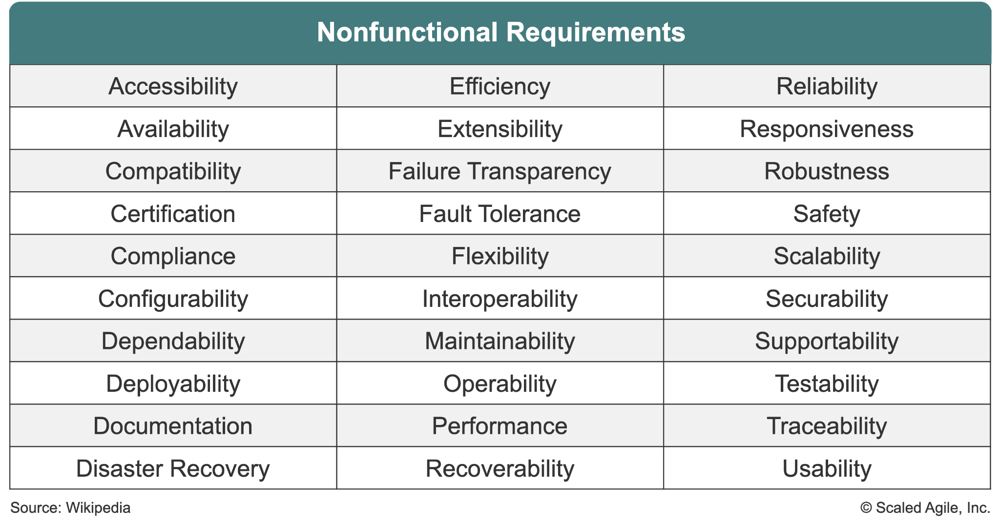 Nonfunctional Requirements
Accessibility Efficiency Reliability
Availability Extensibility Responsiveness
Compatibility Failure Transparency Robustness
Certification Fault Tolerance Safety
Compliance Flexibility Scalability
Configurability Interoperability Securability
Dependability Maintainability Supportability
Deployability Operability Testability
Documentation Performance Traceability
Disaster Recovery Recoverability Usability
Source: Wikipedia © Scaled Agile, Inc.